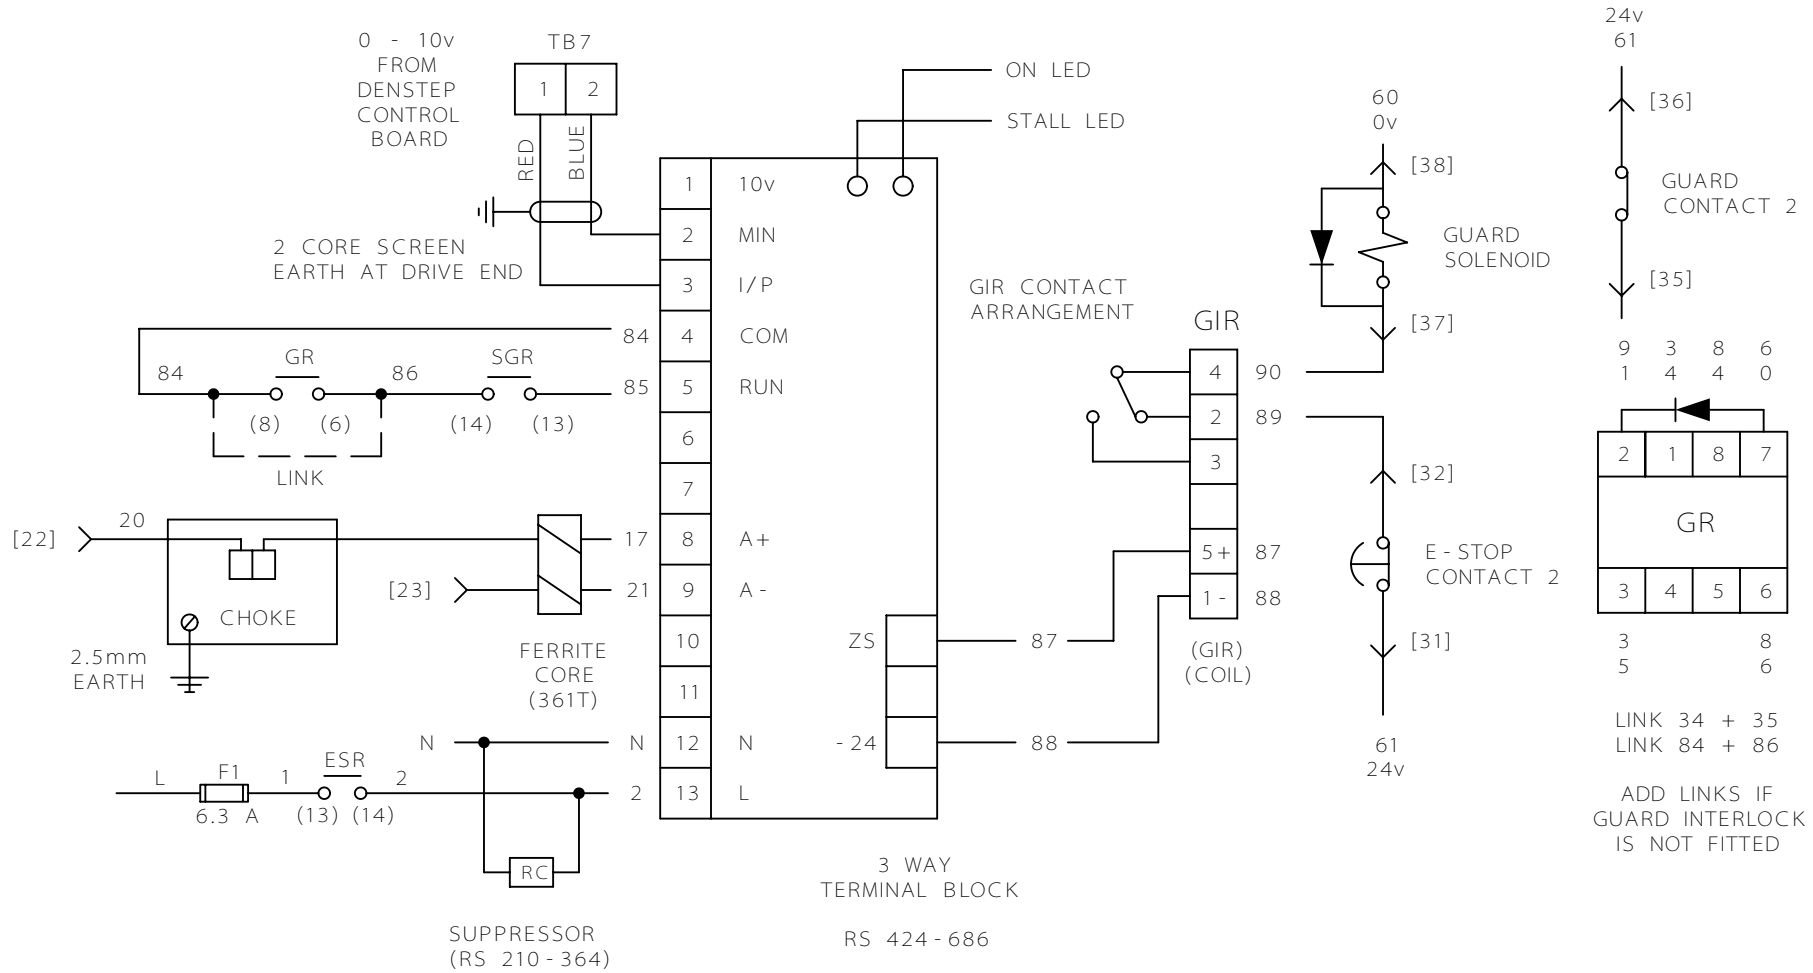 0 - 10v
FROM
DENSTEP
CONTROL
BOARD
TB7
1 2
RED
BLUE
2 CORE SCREEN
EARTH AT DRIVE END
ON LED
STALL LED
1 10v
2 MIN
3 I/P
84 4 COM
85 5 RUN
6
7
17 8 A+
21 9 A-
10 ZS
11
N 12 N -24
2 13 L
84
GR
86
SGR
(8) (6) (14) (13)
LINK
[22] 20
CHOKE
2.5mm
EARTH
[23]
FERRITE
CORE
(361T)
N
L F1 1 ESR 2
6.3 A (13) (14)
RC
SUPPRESSOR
(RS 210-364)
3 WAY
TERMINAL BLOCK
RS 424-686
87
88
GIR CONTACT
ARRANGEMENT
GIR
4 90
2 89
3
5+ 87
1- 88
(GIR)
(COIL)
60
0v
[38]
GUARD
SOLENOID
[37]
[32]
E-STOP
CONTACT 2
[31]
61
24v
24v
61
[36]
GUARD
CONTACT 2
[35]
9 3 8 6
1 4 4 0
2 1 8 7
GR
3 4 5 6
3 8
5 6
LINK 34 + 35
LINK 84 + 86
ADD LINKS IF
GUARD INTERLOCK
IS NOT FITTED